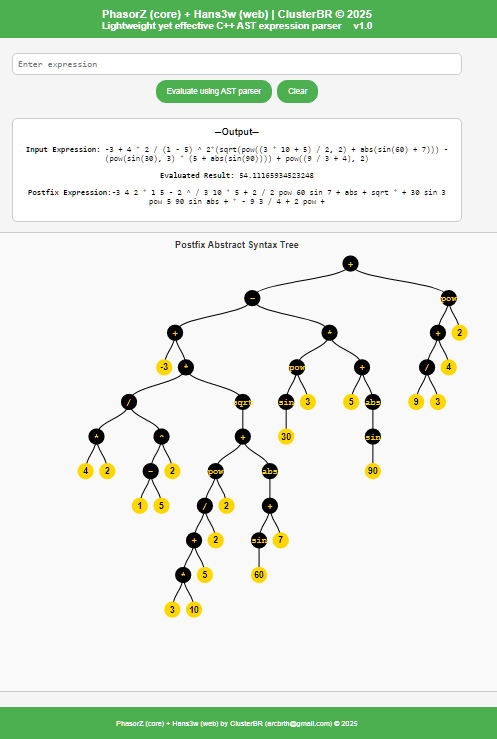 PhasorZ (core) + Hans3w (web) | ClusterBR © 2025
Lightweight yet effective C++ AST expression parser v1.0
Enter expression
Evaluate using AST parser Clear
—Output—
Input Expression: -3 + 4 * 2 / (1 - 5) ^ 2*(sqrt(pow((3 * 10 + 5) / 2, 2) + abs(sin(60) + 7))) -
(pow(sin(30), 3) * (5 + abs(sin(90)))) + pow((9 / 3 + 4), 2)
Evaluated Result: 54.11165934523248
Postfix Expression:-3 4 2 * 1 5 - 2 ^ / 3 10 * 5 + 2 / 2 pow 60 sin 7 + abs + sqrt * + 30 sin 3
pow 5 90 sin abs + * - 9 3 / 4 + 2 pow +
Postfix Abstract Syntax Tree
+
- pow
+ * + 2
-3 * pow + / 4
/ sqrt sin 3 5 abs 9 3
* ^ + 30 sin
4 2 - 2 pow abs 90
1 5 / 2 +
+ 2 sin 7
* 5 60
3 10
PhasorZ (core) + Hans3w (web) by ClusterBR (arcbrth@gmail.com) © 2025